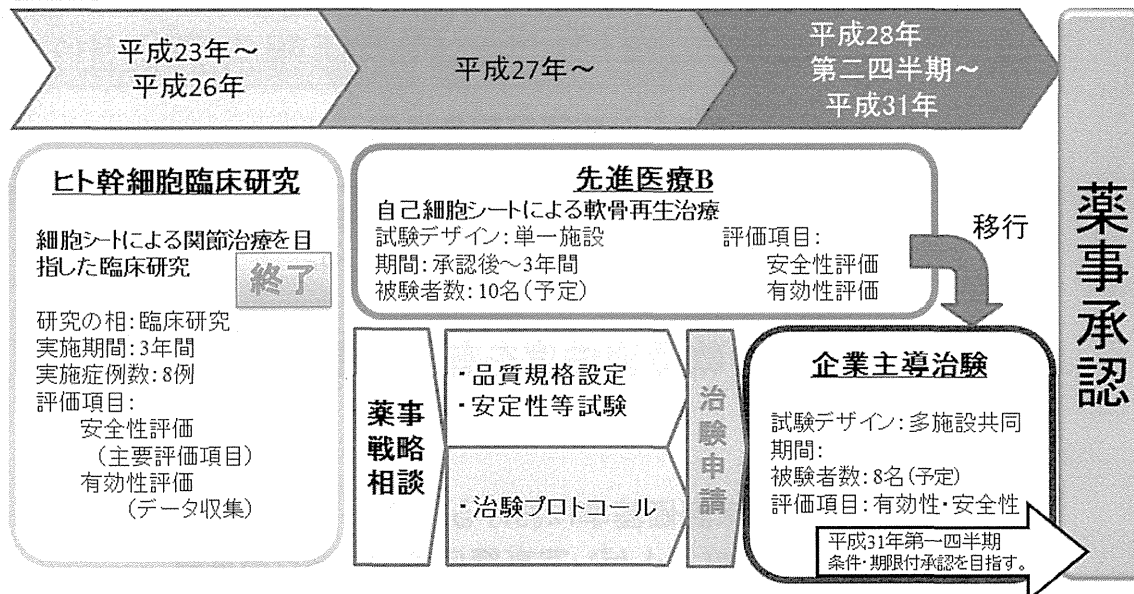 平成23年～
平成26年
平成27年～
平成28年
第二四半期～
平成31年
ヒト幹細胞臨床研究
細胞シートによる関節治療を目
指した臨床研究
終了
研究の相:臨床研究
実施期間:3年間
実施症例数:8例
評価項目:
安全性評価
(主要評価項目)
有効性評価
(データ収集)
先進医療B
自己細胞シートによる軟骨再生治療
試験デザイン:単一施設
期間:承認後～3年間
被験者数:10名(予定)
評価項目:
安全性評価
有効性評価
移行
薬事
戦略
相談
・品質規格設定
・安定性等試験
・治験プロトコール
治験申請
企業主導治験
試験デザイン:多施設共同
期間:
被験者数:8名(予定)
評価項目:有効性・安全性
平成31年第一四半期
条件・期限付承認を目指す。
薬事承認